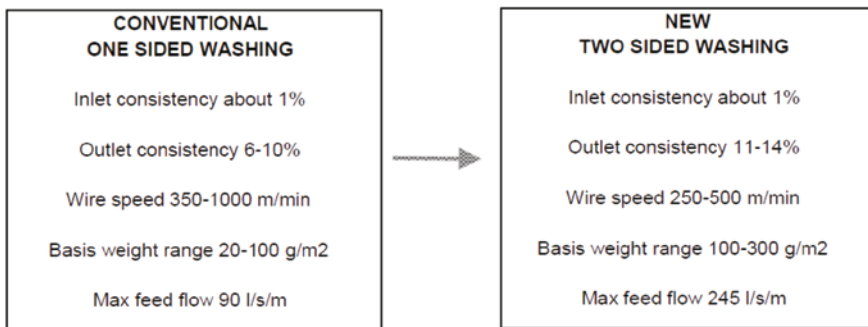 CONVENTIONAL
ONE SIDED WASHING
Inlet consistency about 1%
Outlet consistency 6-10%
Wire speed 350-1000 m/min
Basis weight range 20-100 g/m2
Max feed flow 90 l/s/m
NEW
TWO SIDED WASHING
Inlet consistency about 1%
Outlet consistency 11-14%
Wire speed 250-500 m/min
Basis weight range 100-300 g/m2
Max feed flow 245 l/s/m